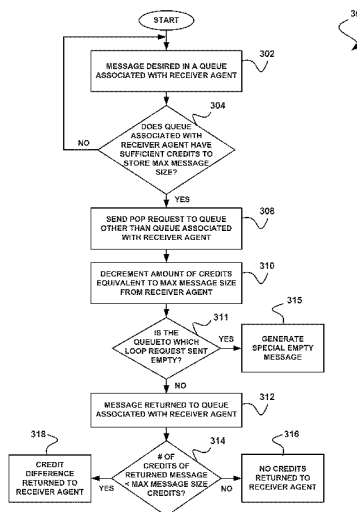 START
30
302
MESSAGE DESIRED IN A QUEUE
ASSOCIATED WITH RECEIVER AGENT
304
DOES QUEUE
ASSOCIATED WITH
RECEIVER AGENT HAVE
SUFFICIENT CREDITS TO
STORE MAX MESSAGE
SIZE?
NO
YES
308
SEND POP REQUEST TO QUEUE
OTHER THAN QUEUE ASSOCIATED
WITH RECEIVER AGENT
310
DECREMENT AMOUNT OF CREDITS
EQUIVALENT TO MAX MESSAGE SIZE
FROM RECEIVER AGENT
311
IS THE
QUEUETO WHICH
LOOP REQUEST SENT
EMPTY?
YES
315
GENERATE
SPECIAL EMPTY
MESSAGE
NO
312
MESSAGE RETURNED TO QUEUE
ASSOCIATED WITH RECEIVER AGENT
318
CREDIT
DIFFERENCE
RETURNED TO
RECEIVER AGENT
314
# OF
CREDITS OF
RETURNED MESSAGE
< MAX MESSAGE SIZE
CREDITS?
YES
NO
316
NO CREDITS
RETURNED TO
RECEIVER AGENT